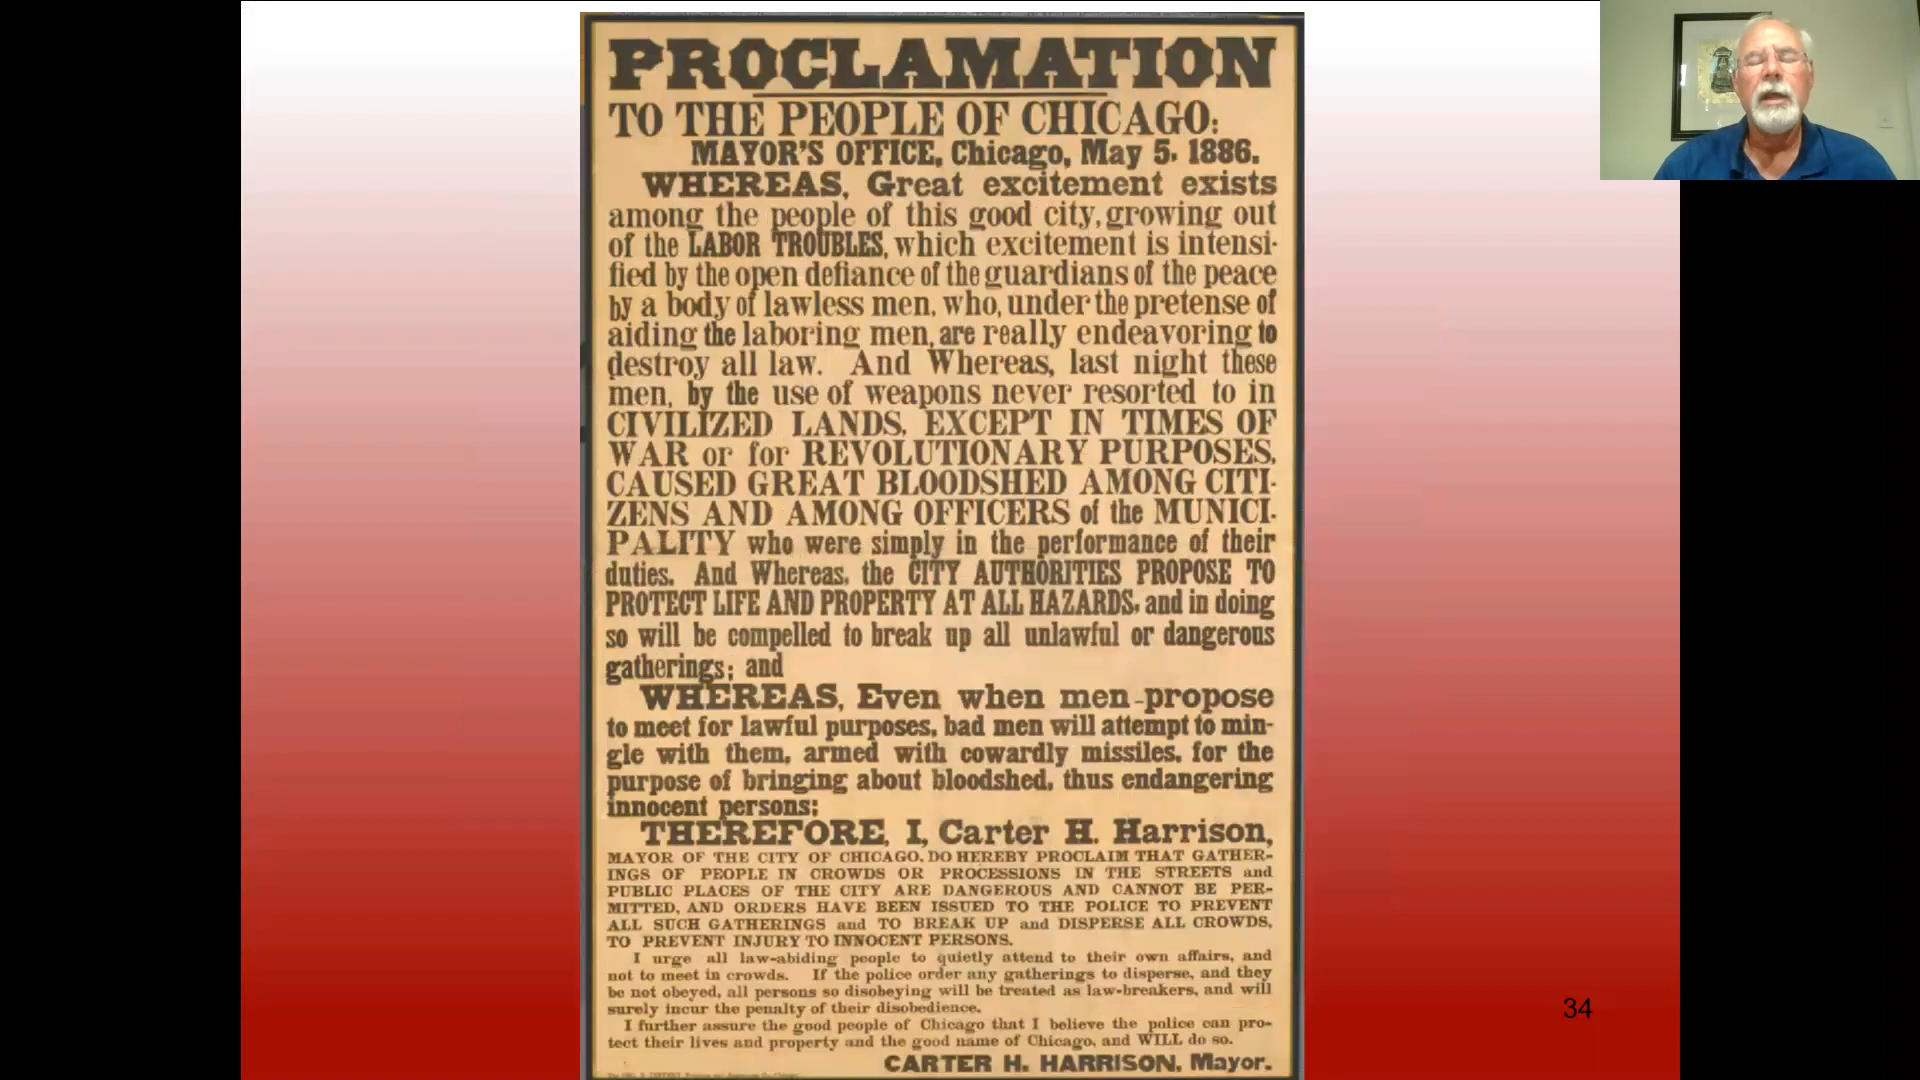 PROCLAMATION
TO THE PEOPLE OF CHICAGO:
MAYOR'S OFFICE, Chicago, May 5, 1886.
WHEREAS, Great excitement exists
among the people of this good city, growing out
of the LABOR TROUBLES, which excitement is intensi-
fied by the open defiance of the guardians of the peace
by a body of lawless men, who, under the pretense of
aiding the laboring men, are really endeavoring to
destroy all law. And Whereas, last night these
men, by the use of weapons never resorted to in
CIVILIZED LANDS, EXCEPT IN TIMES OF
WAR or for REVOLUTIONARY PURPOSES,
CAUSED GREAT BLOODSHED AMONG CITI-
ZENS AND AMONG OFFICERS of the MUNICI-
PALITY who were simply in the performance of their
duties. And Whereas, the CITY AUTHORITIES PROPOSE TO
PROTECT LIFE AND PROPERTY AT ALL HAZARDS, and in doing
so will be compelled to break up all unlawful or dangerous
gatherings; and
WHEREAS, Even when men propose
to meet for lawful purposes, bad men will attempt to min-
gle with them, armed with cowardly missiles, for the
purpose of bringing about bloodshed, thus endangering
innocent persons;
THEREFORE, I, Carter H. Harrison,
MAYOR OF THE CITY OF CHICAGO, DO HEREBY PROCLAIM THAT GATHER-
INGS OF PEOPLE IN CROWDS OR PROCESSIONS IN THE STREETS and
PUBLIC PLACES OF THE CITY ARE DANGEROUS AND CANNOT BE PER-
MITTED, AND ORDERS HAVE BEEN ISSUED TO THE POLICE TO PREVENT
ALL SUCH GATHERINGS and TO BREAK UP and DISPERSE ALL CROWDS,
TO PREVENT INJURY TO INNOCENT PERSONS.
I urge all law-abiding people to quietly attend to their own affairs, and
not to meet in crowds. If the police order any gatherings to disperse, and they
be not obeyed, all persons so disobeying will be treated as law-breakers, and will
surely incur the penalty of their disobedience.
I further assure the good people of Chicago that I believe the police can pro-
tect their lives and property and the good name of Chicago, and WILL do so.
CARTER H. HARRISON, Mayor.
34